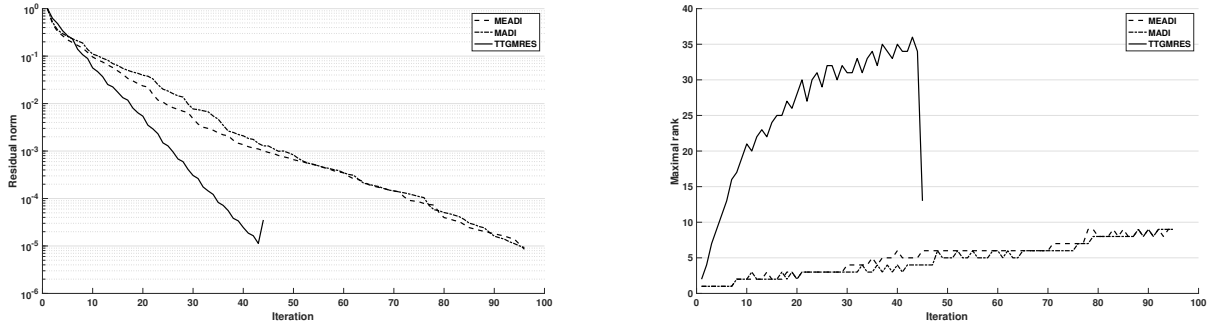 MEADI
MADI
TTGMRES
10^0
10^-1
10^-2
10^-3
10^-4
10^-5
10^-6
Residual norm
0 10 20 30 40 50 60 70 80 90 100
Iteration
MEADI
MADI
TTGMRES
40
35
30
25
20
15
10
5
0
Maximal rank
0 10 20 30 40 50 60 70 80 90 100
Iteration